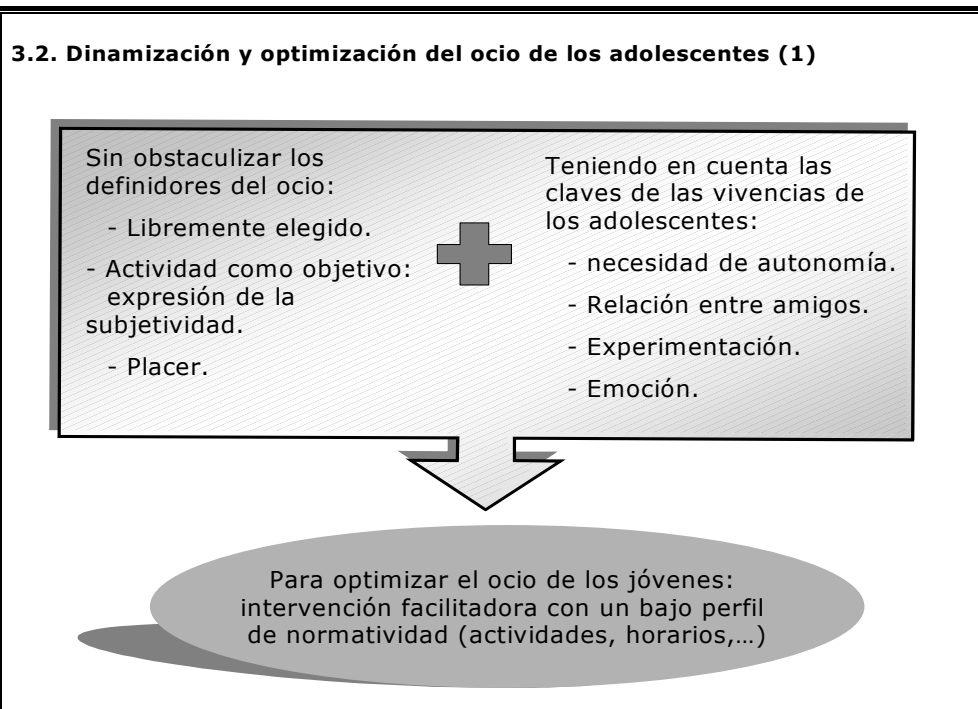 3.2. Dinamización y optimización del ocio de los adolescentes (1)
Sin obstaculizar los
definidores del ocio:
- Libremente elegido.
- Actividad como objetivo:
expresión de la
subjetividad.
- Placer.
Teniendo en cuenta las
claves de las vivencias de
los adolescentes:
- necesidad de autonomía.
- Relación entre amigos.
- Experimentación.
- Emoción.
Para optimizar el ocio de los jóvenes:
intervención facilitadora con un bajo perfil
de normatividad (actividades, horarios,…)